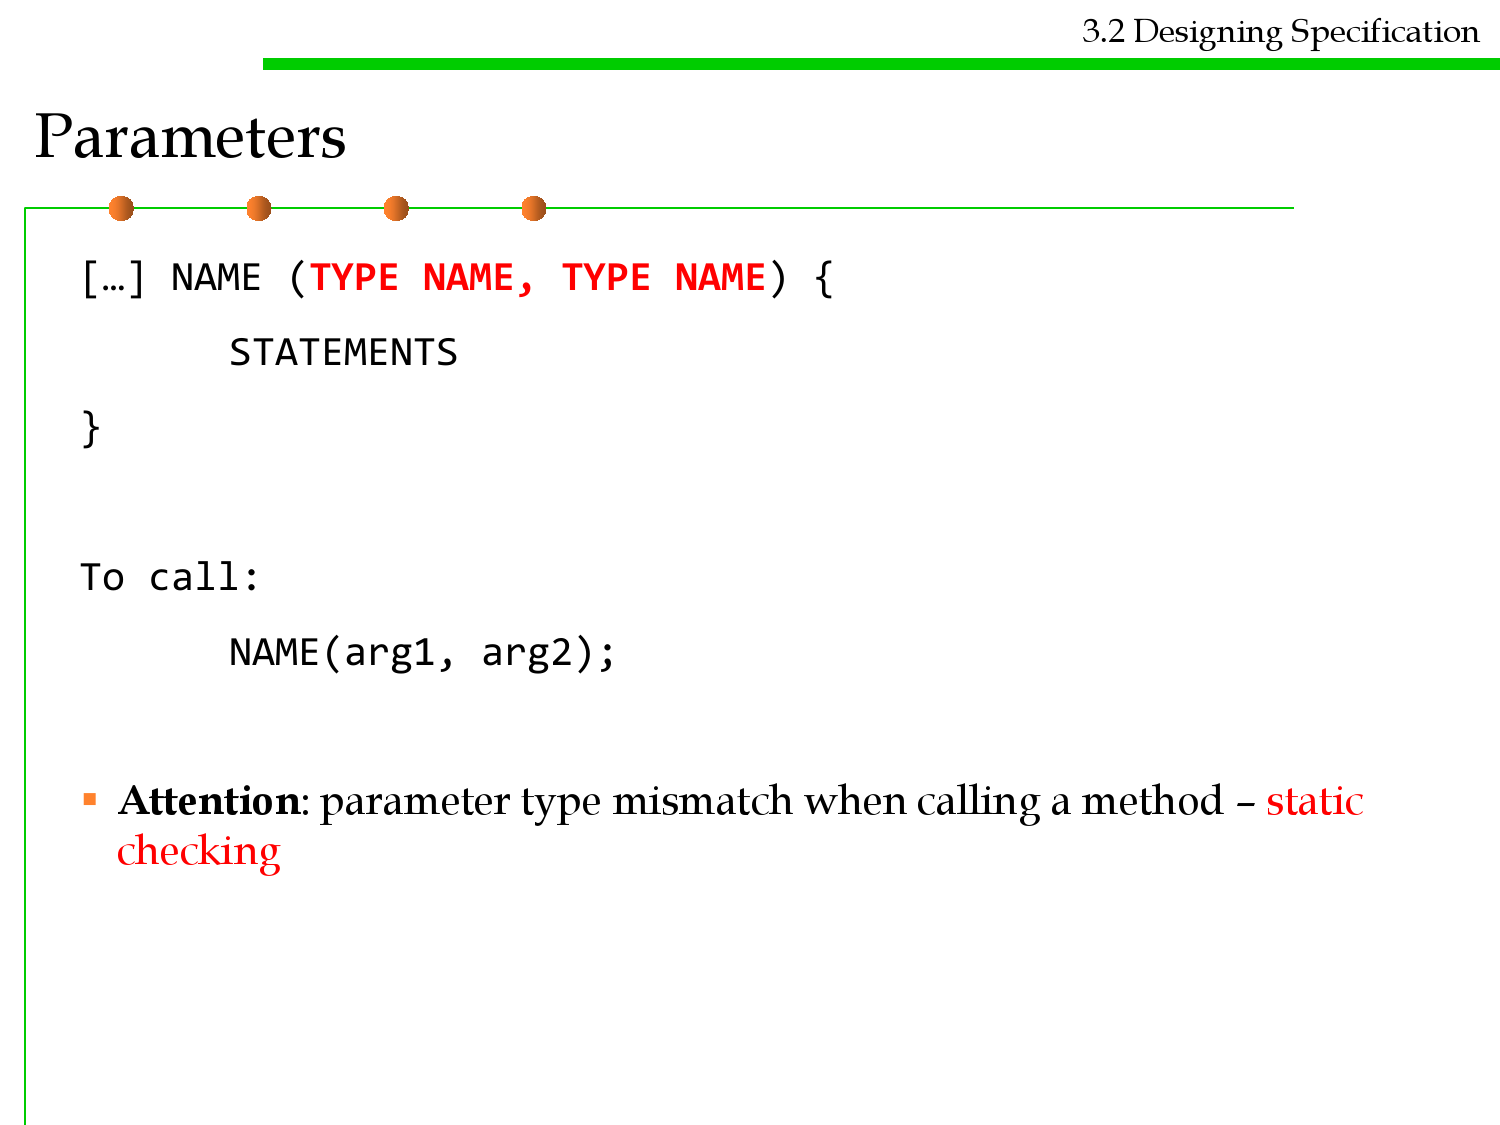 3.2 Designing Specification
Parameters
[…] NAME (TYPE NAME, TYPE NAME) {
STATEMENTS
}
To call:
NAME(arg1, arg2);
Attention: parameter type mismatch when calling a method – static
checking